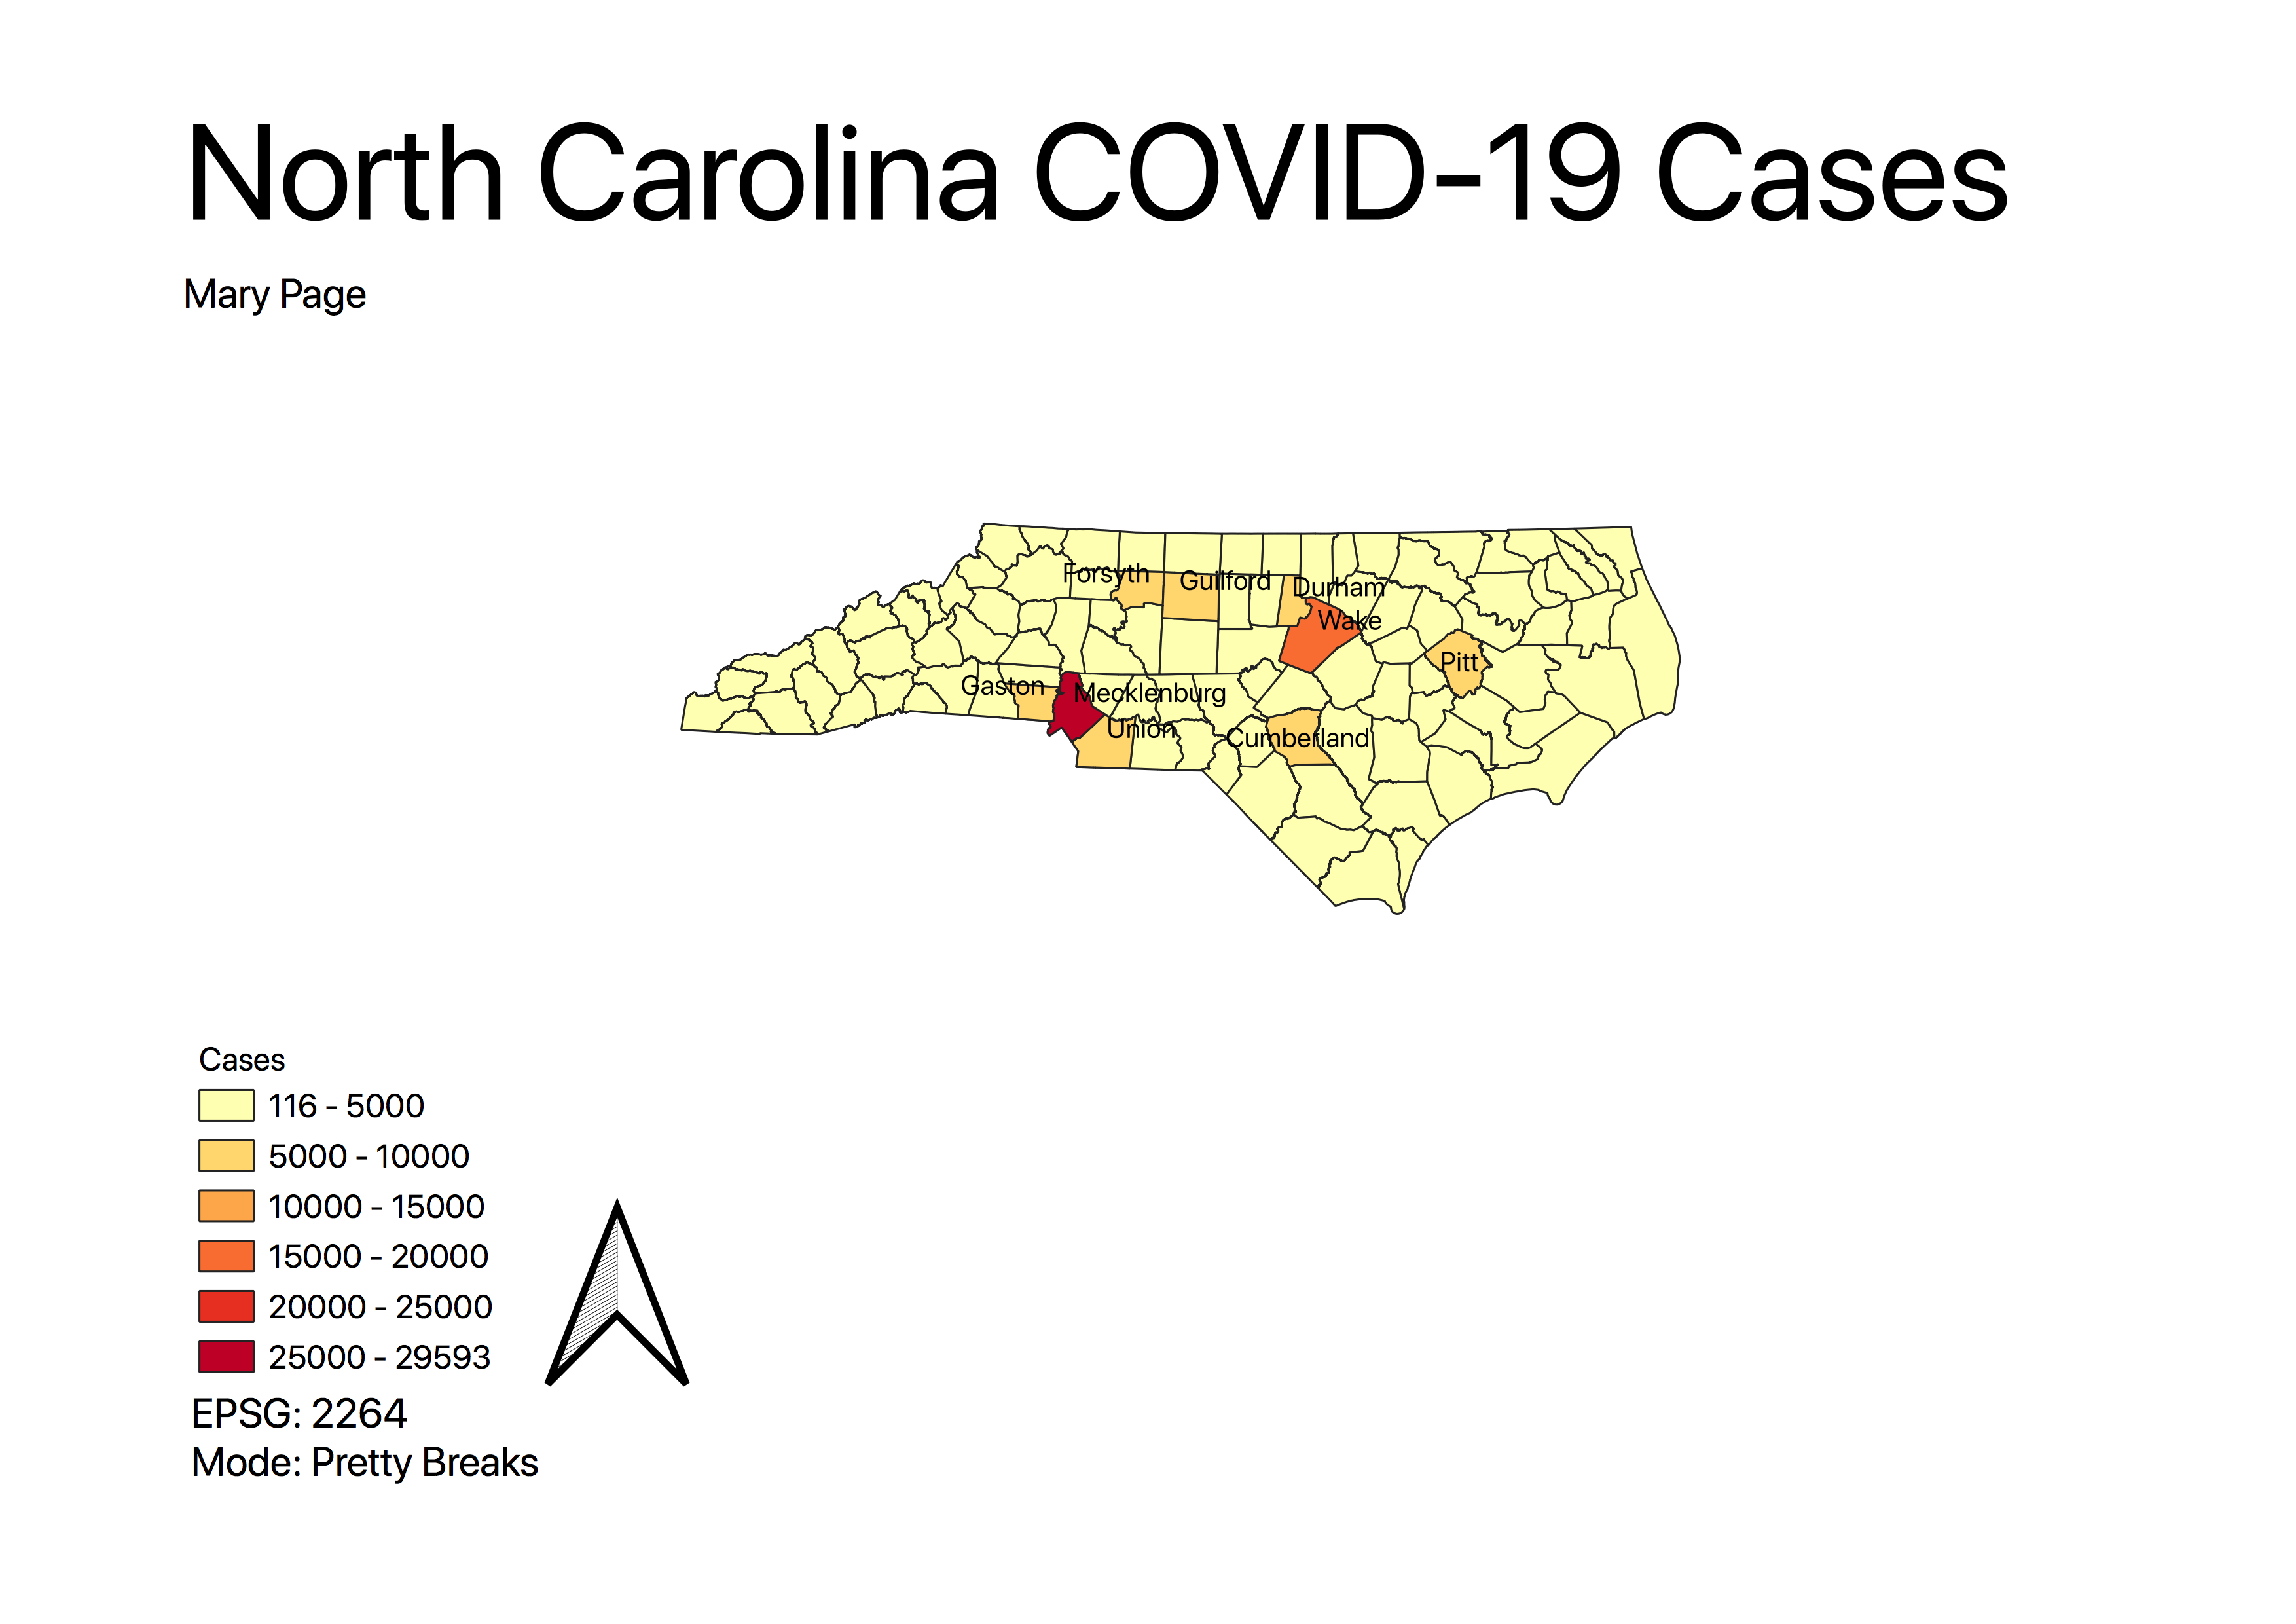 North Carolina COVID-19 Cases
Mary Page
Forsyth
Guilford
Durham
Wake
Pitt
Gaston
Mecklenburg
Union
Cumberland
Cases
116 - 5000
5000 - 10000
10000 - 15000
15000 - 20000
20000 - 25000
25000 - 29593
EPSG: 2264
Mode: Pretty Breaks